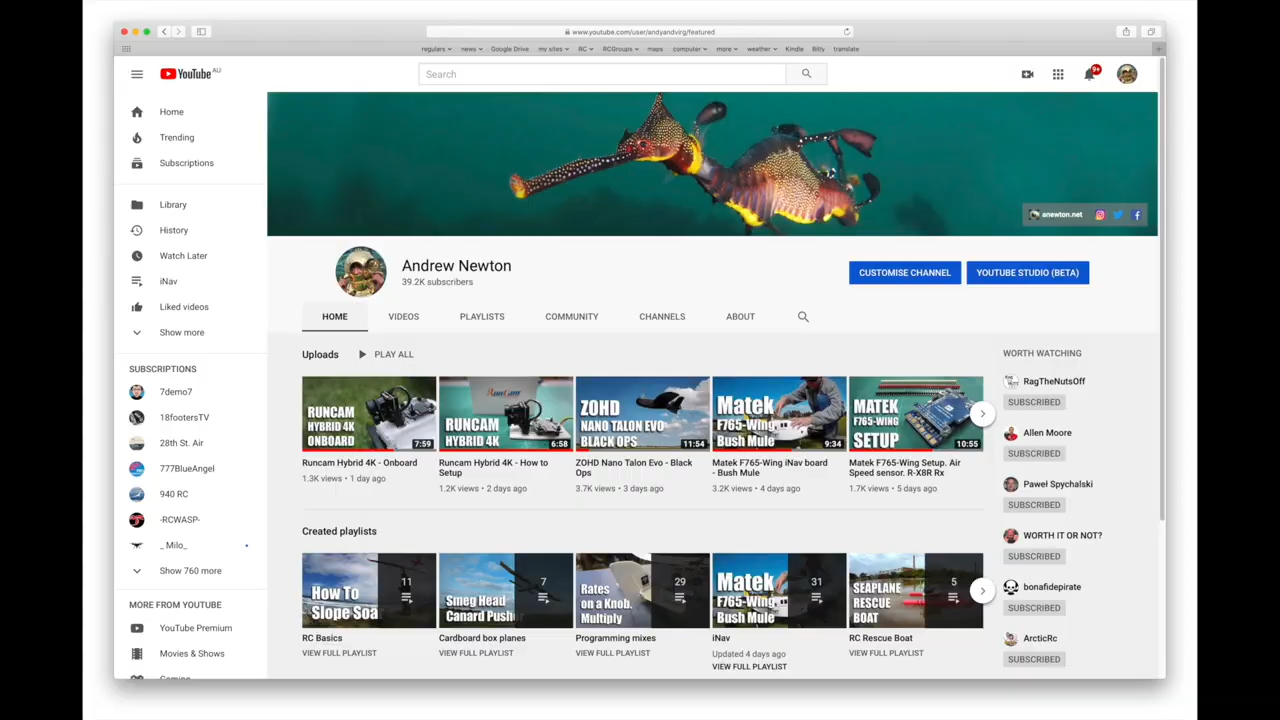 www.youtube.com/user/andyandvirg/featured
regulars news Google Drive my sites RC RCGroups maps computer more weather Kindle Bitly translate
YouTube AU
Search
9+
Home
Trending
Subscriptions
Library
History
Watch Later
iNav
Lived videos
Show more
SUBSCRIPTIONS
7demo7
18footersTV
28th St. Air
777BlueAngel
940 RC
-RCWASP-
_ Milo_
Show 760 more
MORE FROM YOUTUBE
YouTube Premium
Movies & Shows
anewton.net
Andrew Newton
39.2K subscribers
CUSTOMISE CHANNEL
YOUTUBE STUDIO (BETA)
HOME VIDEOS PLAYLISTS COMMUNITY CHANNELS ABOUT
Uploads PLAY ALL
RUNCAM
HYBRID 4K
ONBOARD
7:59
Runcam Hybrid 4K - Onboard
1.3K views • 1 day ago
Runcam
RUNCAM
HYBRID 4K
6:58
Runcam Hybrid 4K - How to
Setup
1.2K views • 2 days ago
ZOHD
NANO TALON EVO
BLACK OPS
11:54
ZOHD Nano Talon Evo - Black
Ops
3.7K views • 3 days ago
Matek
F765-Wing
Bush Mule
9:34
Matek F765-Wing iNav board
- Bush Mule
3.2K views • 4 days ago
MATEK
F765-WING
SETUP
10:55
Matek F765-Wing Setup. Air
Speed sensor. R-X8R Rx
1.7K views • 5 days ago
Created playlists
How To
Slope Soa
11
RC Basics
VIEW FULL PLAYLIST
Smeg Head
Canard Pushe
7
Cardboard box planes
VIEW FULL PLAYLIST
Rates
on a Knob.
Multiply
29
Programming mixes
VIEW FULL PLAYLIST
Matek
F765-Wing
Bush Mule
31
iNav
Updated 4 days ago
VIEW FULL PLAYLIST
SEAPLANE
RESCUE
BOAT
5
RC Rescue Boat
VIEW FULL PLAYLIST
WORTH WATCHING
RagTheNutsOff
SUBSCRIBED
Allen Moore
SUBSCRIBED
Paweł Spychalski
SUBSCRIBED
WORTH IT OR NOT?
SUBSCRIBED
bonafidepirate
SUBSCRIBED
ArcticRc
SUBSCRIBED